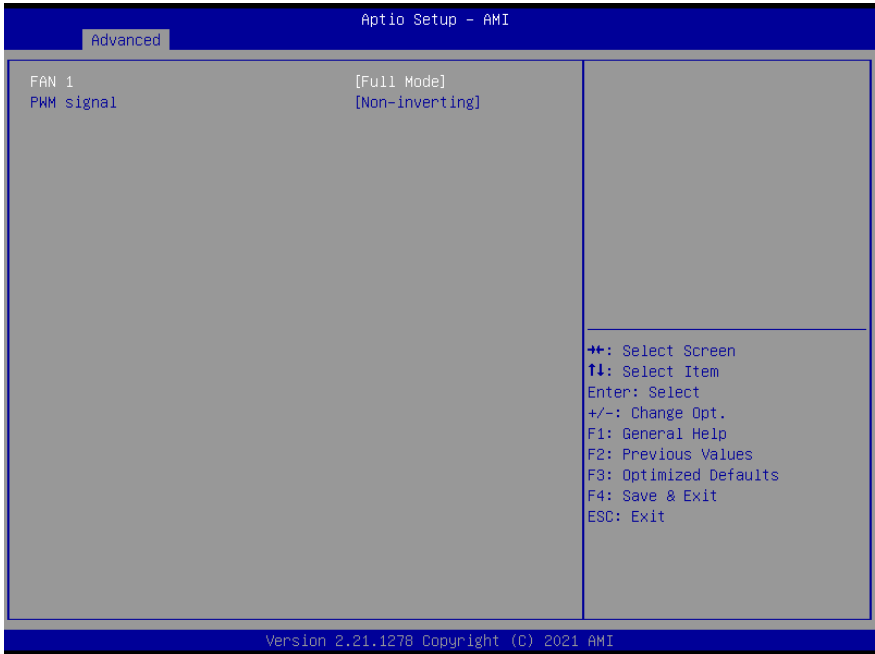 Aptio Setup – AMI
Advanced
FAN 1 [Full Mode]
PWM signal [Non-inverting]
→←: Select Screen
↑↓: Select Item
Enter: Select
+/-: Change Opt.
F1: General Help
F2: Previous Values
F3: Optimized Defaults
F4: Save & Exit
ESC: Exit
Version 2.21.1278 Copyright (C) 2021 AMI